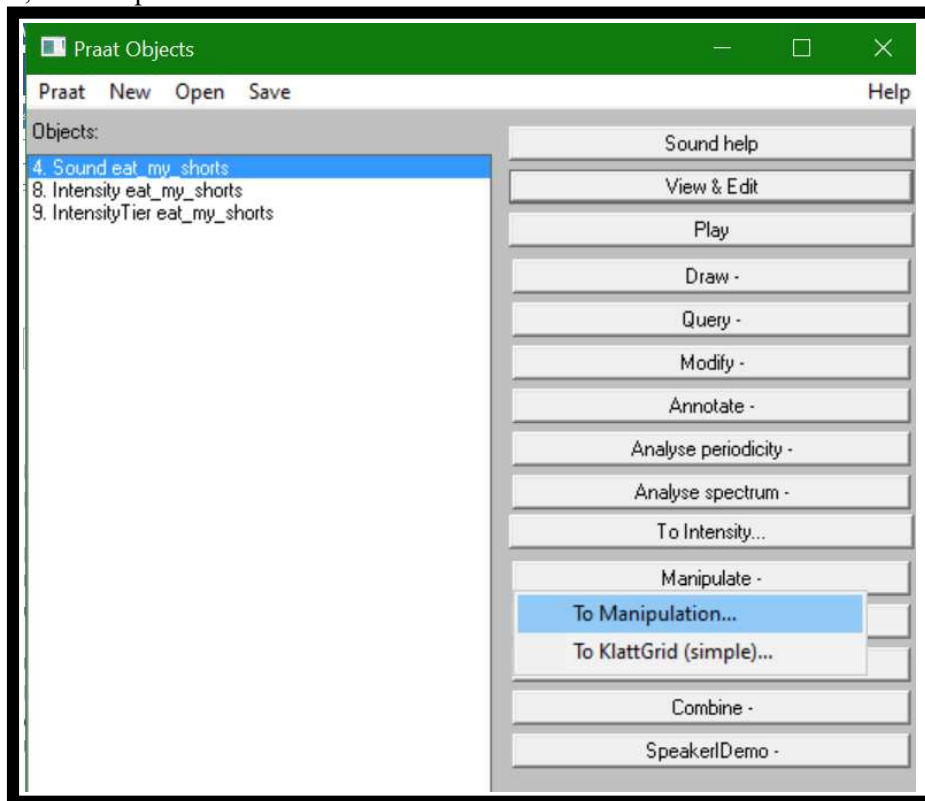 Praat Objects
Praat New Open Save Help
Objects:
4. Sound eat_my_shorts
8. Intensity eat_my_shorts
9. IntensityTier eat_my_shorts
Sound help
View & Edit
Play
Draw -
Query -
Modify -
Annotate -
Analyse periodicity -
Analyse spectrum -
To Intensity...
Manipulate -
To Manipulation...
To KlattGrid (simple)...
Combine -
SpeakerIDemo -